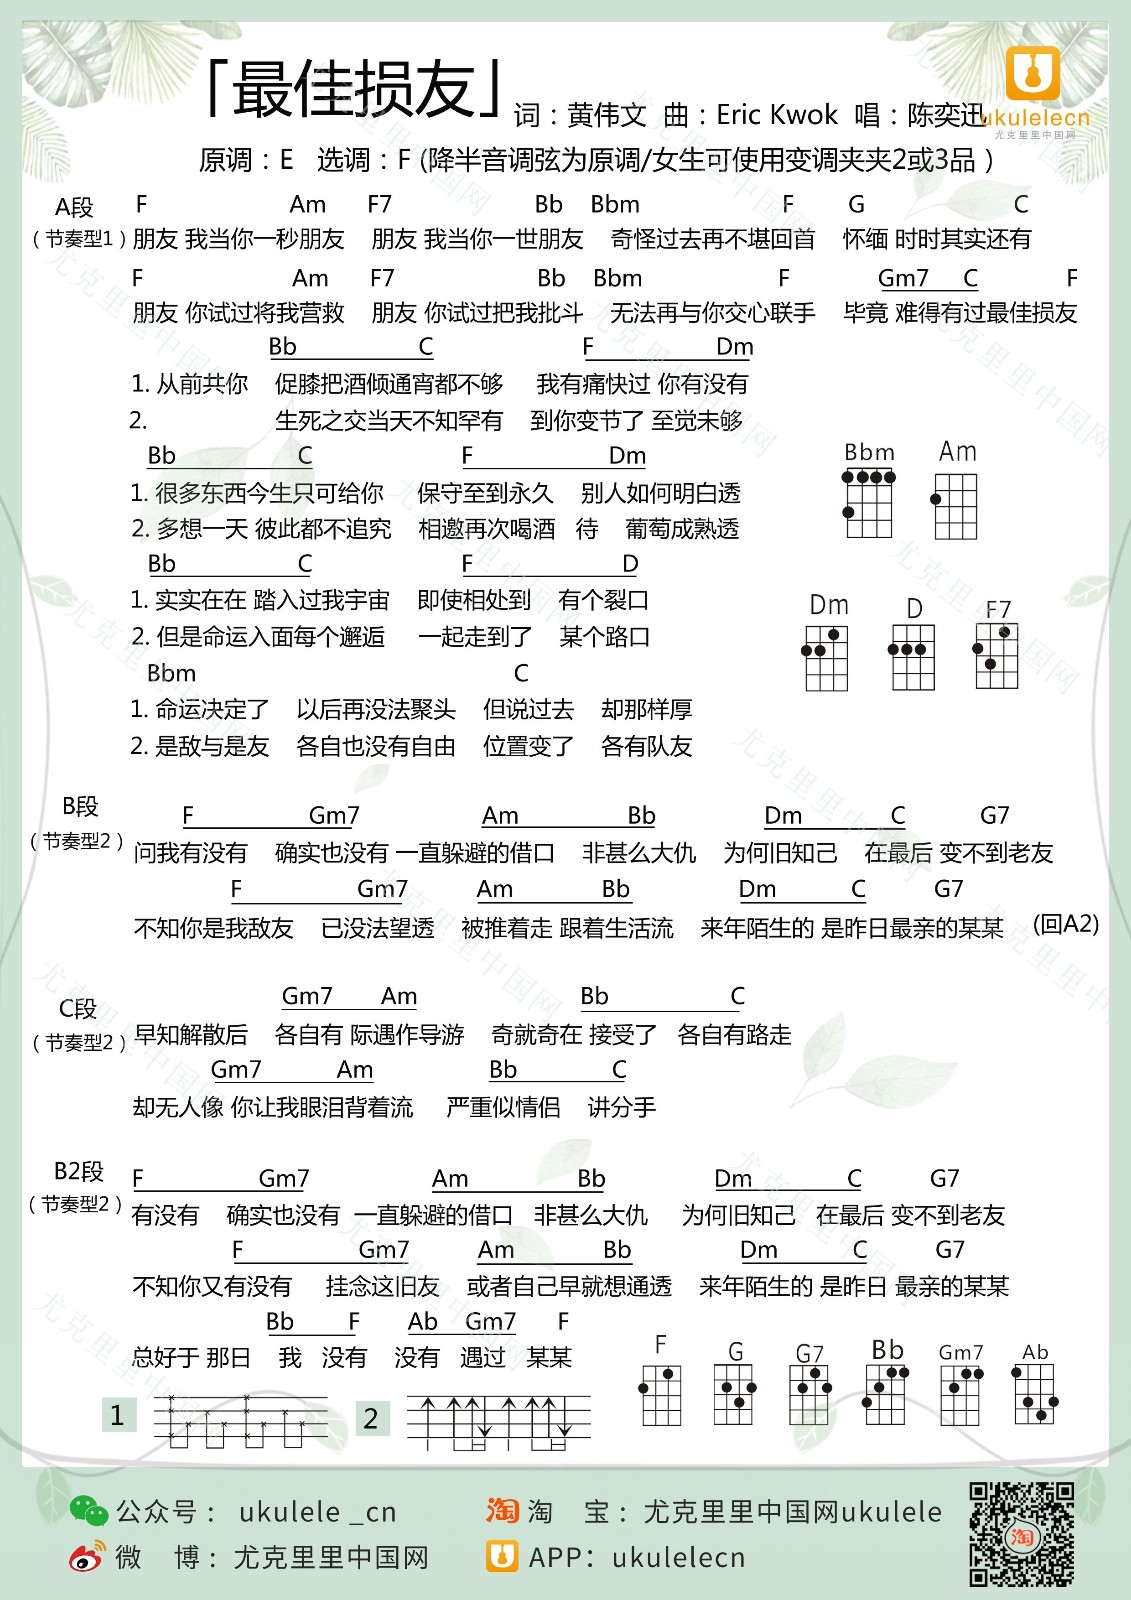 「最佳损友」
词：黄伟文 曲：Eric Kwok 唱：陈奕迅
ukulelecn
尤克里里中国网
原调：E 选调：F (降半音调弦为原调/女生可使用变调夹夹2或3品）
A段
（节奏型1）
F Am F7 Bb Bbm F G C
朋友 我当你一秒朋友 朋友 我当你一世朋友 奇怪过去再不堪回首 怀缅 时时其实还有
F Am F7 Bb Bbm F Gm7 C F
朋友 你试过将我营救 朋友 你试过把我批斗 无法再与你交心联手 毕竟 难得有过最佳损友
Bb C F Dm
1. 从前共你 促膝把酒倾通宵都不够 我有痛快过 你有没有
2. 生死之交当天不知罕有 到你变节了 至觉未够
Bb C F Dm
1. 很多东西今生只可给你 保守至到永久 别人如何明白透
2. 多想一天 彼此都不追究 相邀再次喝酒 待 葡萄成熟透
Bb C F D
1. 实实在在 踏入过我宇宙 即使相处到 有个裂口
2. 但是命运入面每个邂逅 一起走到了 某个路口
Bbm C
1. 命运决定了 以后再没法聚头 但说过去 却那样厚
2. 是敌与是友 各自也没有自由 位置变了 各有队友
Bbm Am
Dm D F7
B段
（节奏型2）
F Gm7 Am Bb Dm C G7
问我有没有 确实也没有 一直躲避的借口 非甚么大仇 为何旧知己 在最后 变不到老友
F Gm7 Am Bb Dm C G7
不知你是我敌友 已没法望透 被推着走 跟着生活流 来年陌生的 是昨日最亲的某某 (回A2)
C段
（节奏型2）
Gm7 Am Bb C
早知解散后 各自有 际遇作导游 奇就奇在 接受了 各自有路走
Gm7 Am Bb C
却无人像 你让我眼泪背着流 严重似情侣 讲分手
B2段
（节奏型2）
F Gm7 Am Bb Dm C G7
有没有 确实也没有 一直躲避的借口 非甚么大仇 为何旧知己 在最后 变不到老友
F Gm7 Am Bb Dm C G7
不知你又有没有 挂念这旧友 或者自己早就想通透 来年陌生的 是昨日 最亲的某某
Bb F Ab Gm7 F
总好于 那日 我 没有 没有 遇过 某某
F G G7 Bb Gm7 Ab
1 2
公众号： ukulele _cn
淘 淘 宝：尤克里里中国网ukulele
微 博：尤克里里中国网
APP：ukulelecn
淘